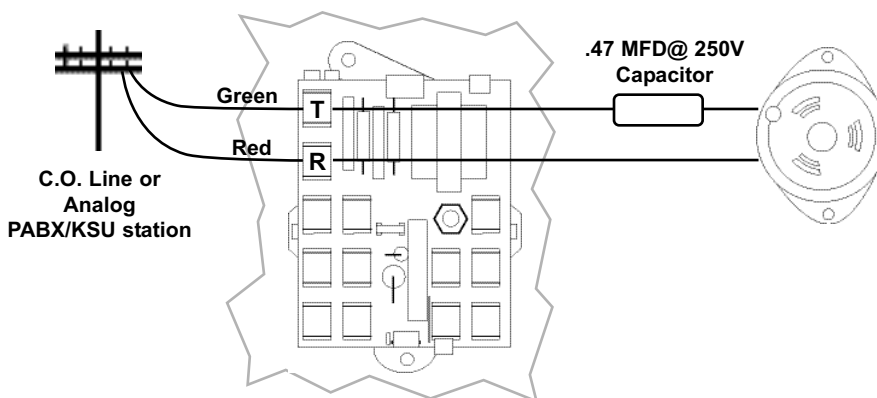 .47 MFD@ 250V
Capacitor
Green
T
Red
R
C.O. Line or
Analog
PABX/KSU station